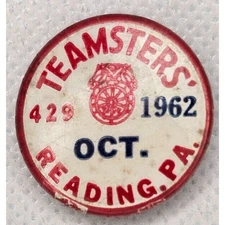 TEAMSTERS'
429 1962
OCT.
READING, PA.